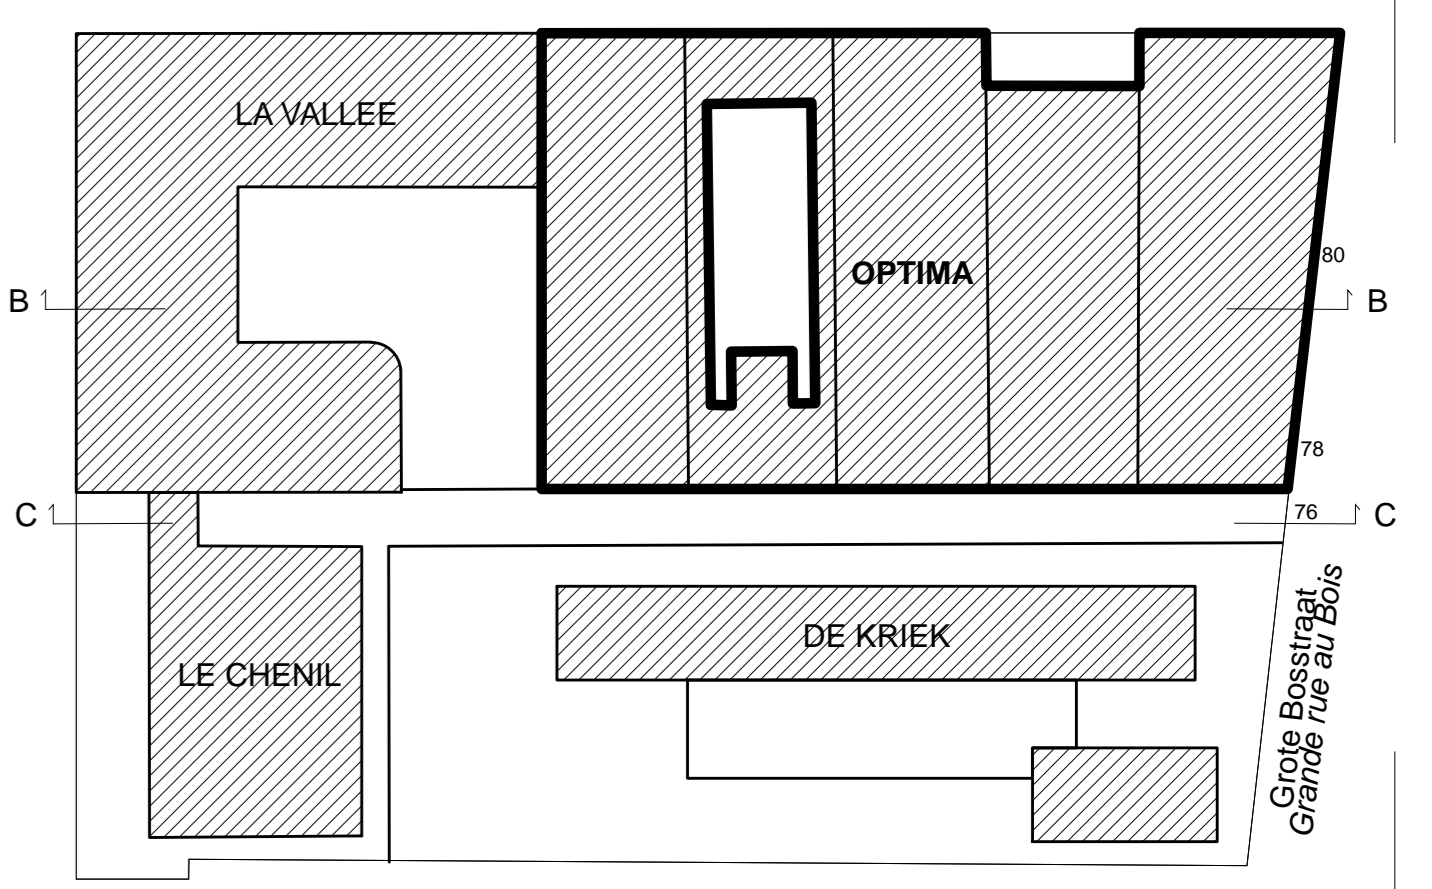 LA VALLEE
OPTIMA
80
B
B
78
C
76
C
DE KRIEK
LE CHENIL
Grote Bosstraat
Grande rue au Bois